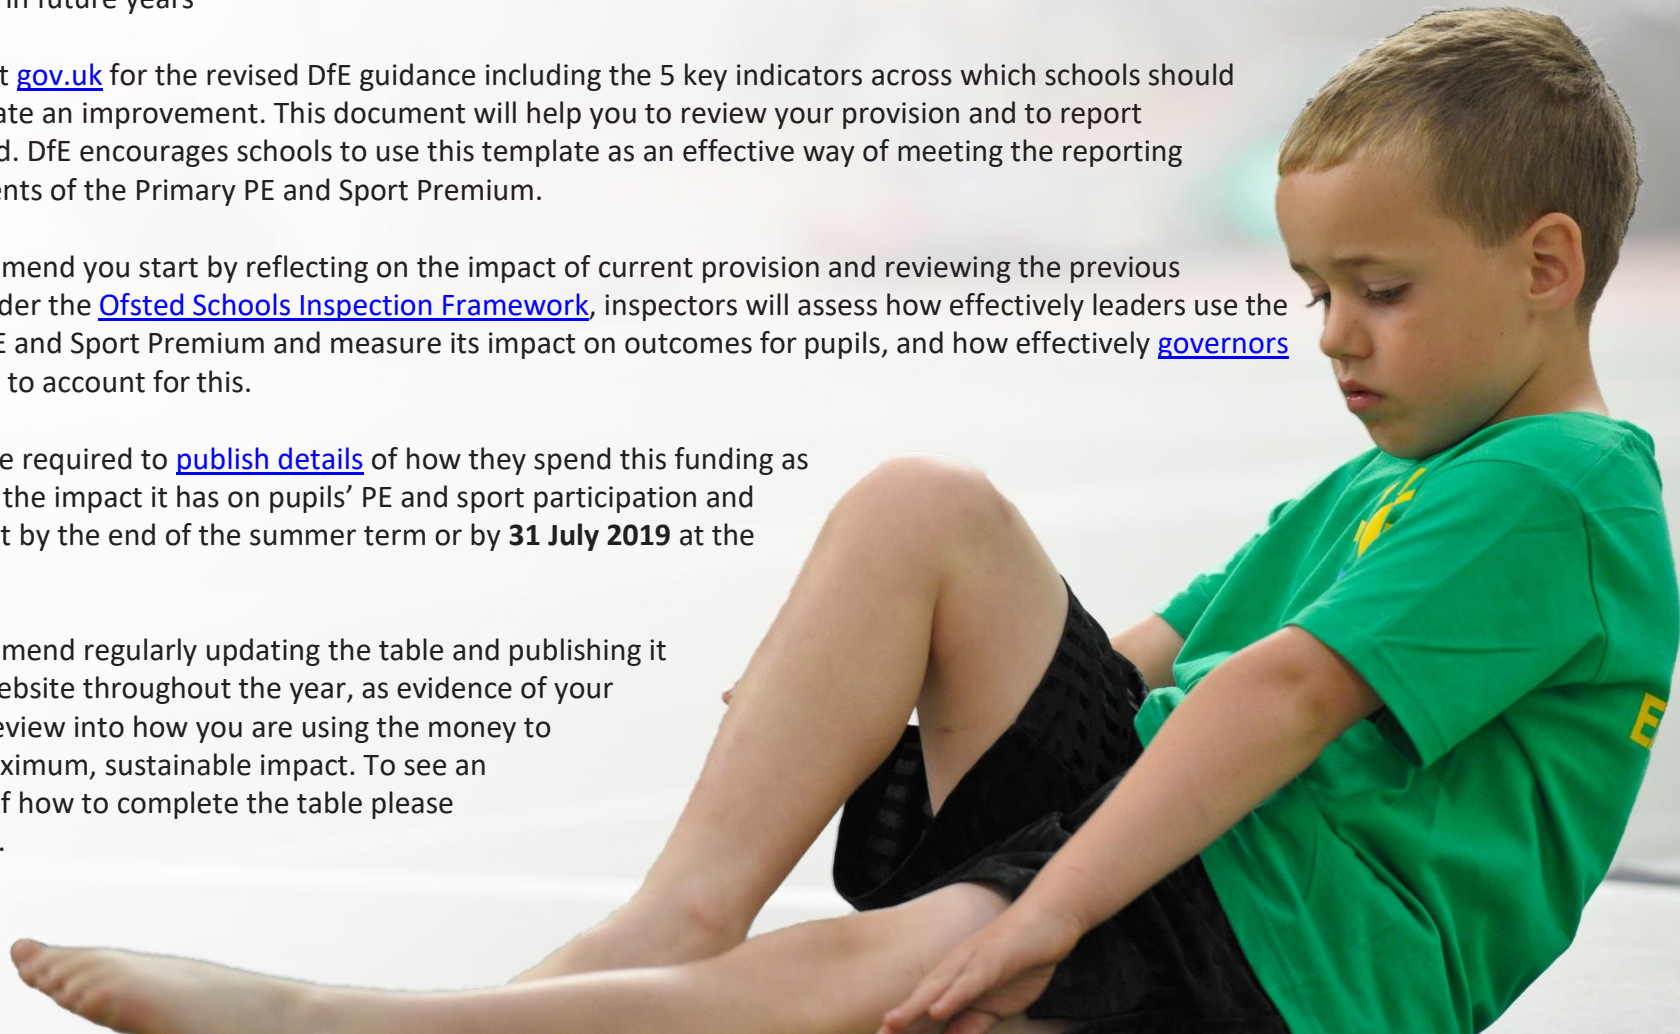 in future years
t gov.uk for the revised DfE guidance including the 5 key indicators across which schools should
ate an improvement. This document will help you to review your provision and to report
d. DfE encourages schools to use this template as an effective way of meeting the reporting
ents of the Primary PE and Sport Premium.
mend you start by reflecting on the impact of current provision and reviewing the previous
der the Ofsted Schools Inspection Framework, inspectors will assess how effectively leaders use the
E and Sport Premium and measure its impact on outcomes for pupils, and how effectively governors
to account for this.
e required to publish details of how they spend this funding as
the impact it has on pupils’ PE and sport participation and
t by the end of the summer term or by 31 July 2019 at the
mend regularly updating the table and publishing it
ebsite throughout the year, as evidence of your
eview into how you are using the money to
ximum, sustainable impact. To see an
f how to complete the table please
.
E